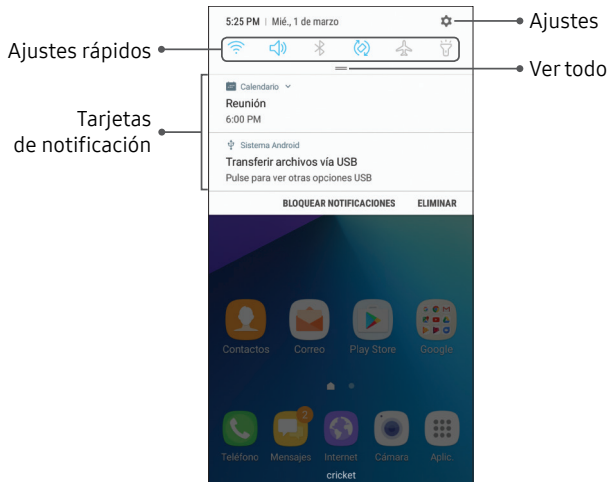 5:25 PM | Mié., 1 de marzo
Ajustes
Ajustes rápidos
Ver todo
Calendario
Reunión
6:00 PM
Tarjetas
de notificación
Sistema Android
Transferir archivos vía USB
Pulse para ver otras opciones USB
BLOQUEAR NOTIFICACIONES ELIMINAR
Contactos Correo Play Store Google
2
Teléfono Mensajes Internet Cámara Aplic.
cricket